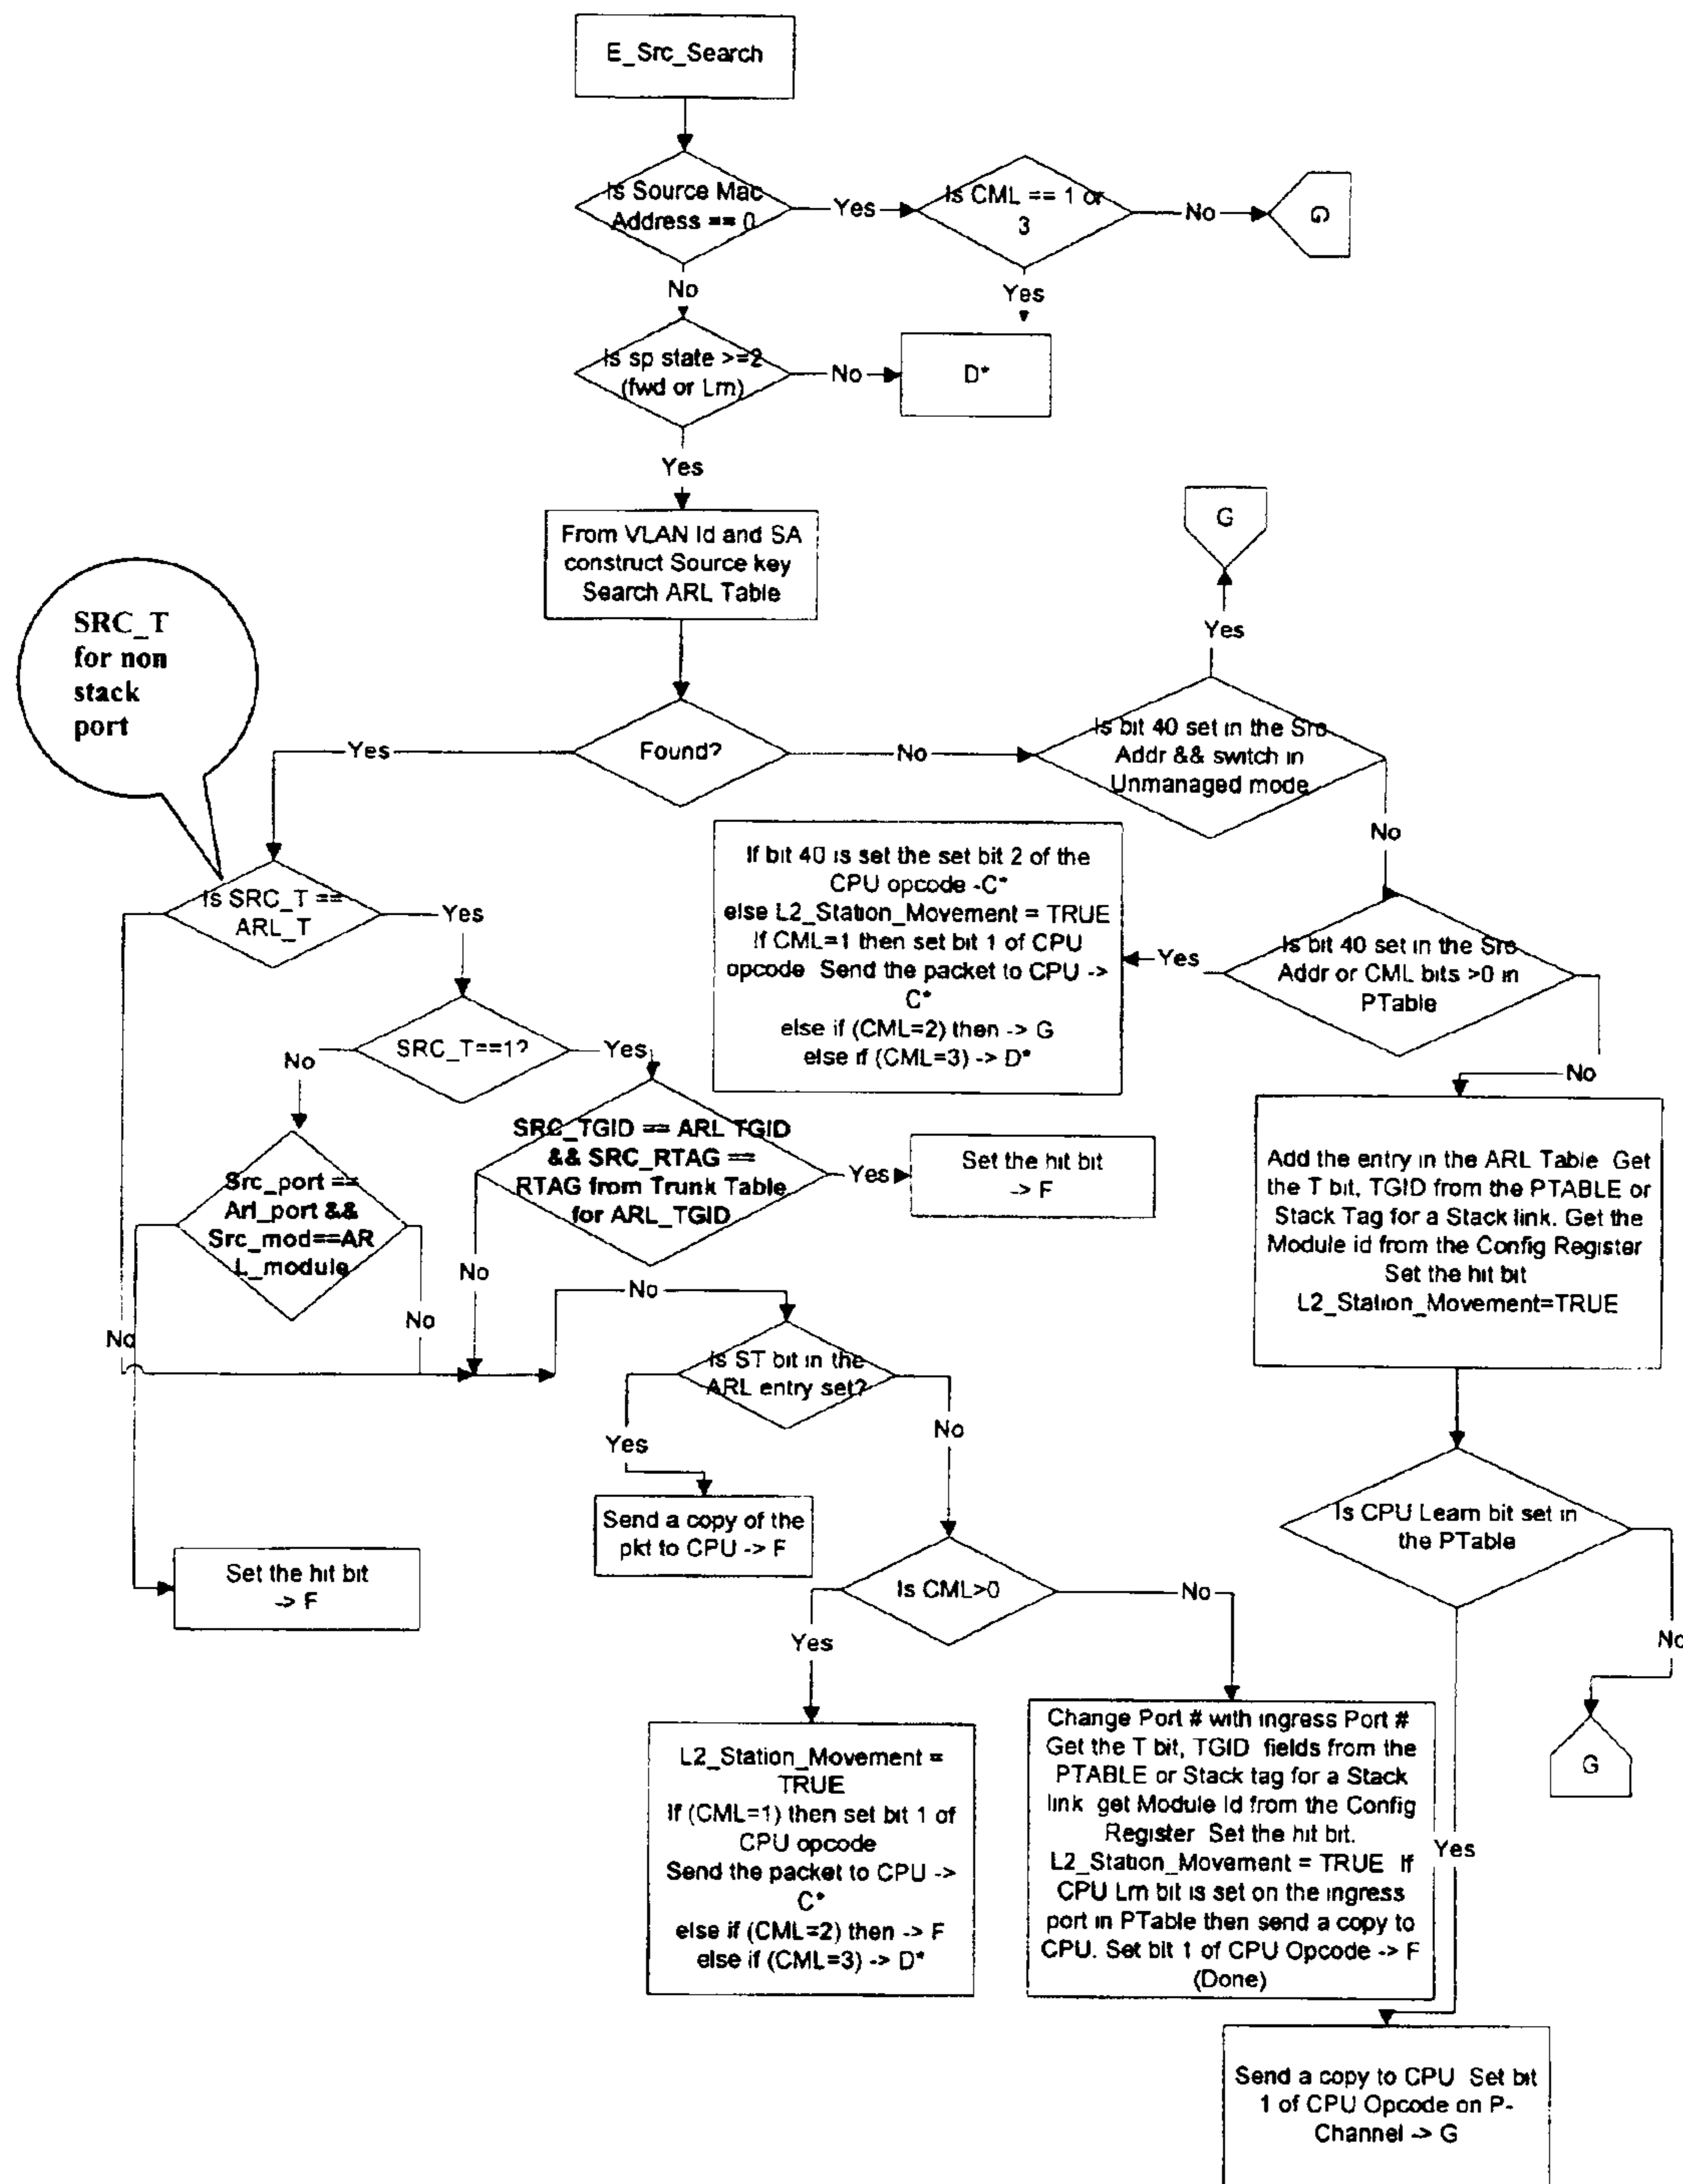 E_Src_Search
Is Source Mac
Address == 0
Yes
Is CML == 1 or
3
No
G
No
Yes
Is sp state >=2
(fwd or Lrn)
No
D*
Yes
From VLAN Id and SA
construct Source key
Search ARL Table
G
Yes
SRC_T
for non
stack
port
Yes
Found?
No
Is bit 40 set in the Src
Addr && switch in
Unmanaged mode
No
If bit 40 is set the set bit 2 of the
CPU opcode -C*
else L2_Station_Movement = TRUE
If CML=1 then set bit 1 of CPU
opcode Send the packet to CPU ->
C*
else if (CML=2) then -> G
else if (CML=3) -> D*
Yes
Is bit 40 set in the Src
Addr or CML bits >0 in
PTable
No
Is SRC_T ==
ARL_T
Yes
SRC_T==1?
No
Yes
SRC_TGID == ARL TGID
&& SRC_RTAG ==
RTAG from Trunk Table
for ARL_TGID
Yes
Set the hit bit
-> F
Src_port ==
Arl_port &&
Src_mod==AR
L_module
No
No
No
No
Add the entry in the ARL Table Get
the T bit, TGID from the PTABLE or
Stack Tag for a Stack link. Get the
Module id from the Config Register
Set the hit bit
L2_Station_Movement=TRUE
Is ST bit in the
ARL entry set?
Yes
No
Send a copy of the
pkt to CPU -> F
Is CPU Learn bit set in
the PTable
Set the hit bit
-> F
Is CML>0
No
Yes
No
G
Yes
L2_Station_Movement =
TRUE
If (CML=1) then set bit 1 of
CPU opcode
Send the packet to CPU ->
C*
else if (CML=2) then -> F
else if (CML=3) -> D*
Change Port # with ingress Port #
Get the T bit, TGID fields from the
PTABLE or Stack tag for a Stack
link get Module Id from the Config
Register Set the hit bit.
L2_Station_Movement = TRUE If
CPU Lrn bit is set on the ingress
port in PTable then send a copy to
CPU. Set bit 1 of CPU Opcode -> F
(Done)
Send a copy to CPU Set bit
1 of CPU Opcode on P-
Channel -> G